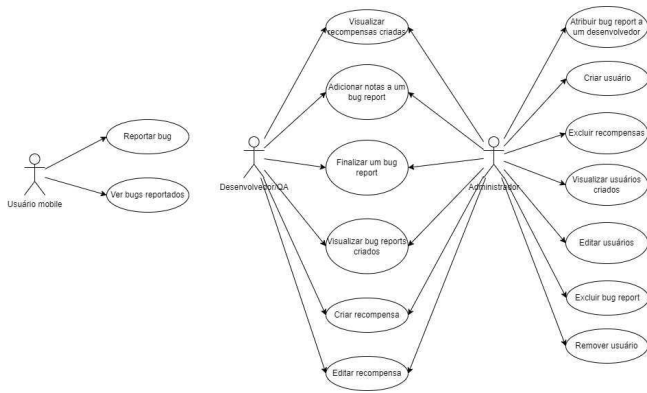 Reportar bug
Ver bugs reportados
Usuário mobile
Visualizar
recompensas criadas
Adicionar notas a um
bug report
Finalizar um bug
report
Visualizar bug reports
criados
Criar recompensa
Editar recompensa
Desenvolvedor/QA
Administrador
Atribuir bug report a
um desenvolvedor
Criar usuário
Excluir recompensas
Visualizar usuários
criados
Editar usuários
Excluir bug report
Remover usuário